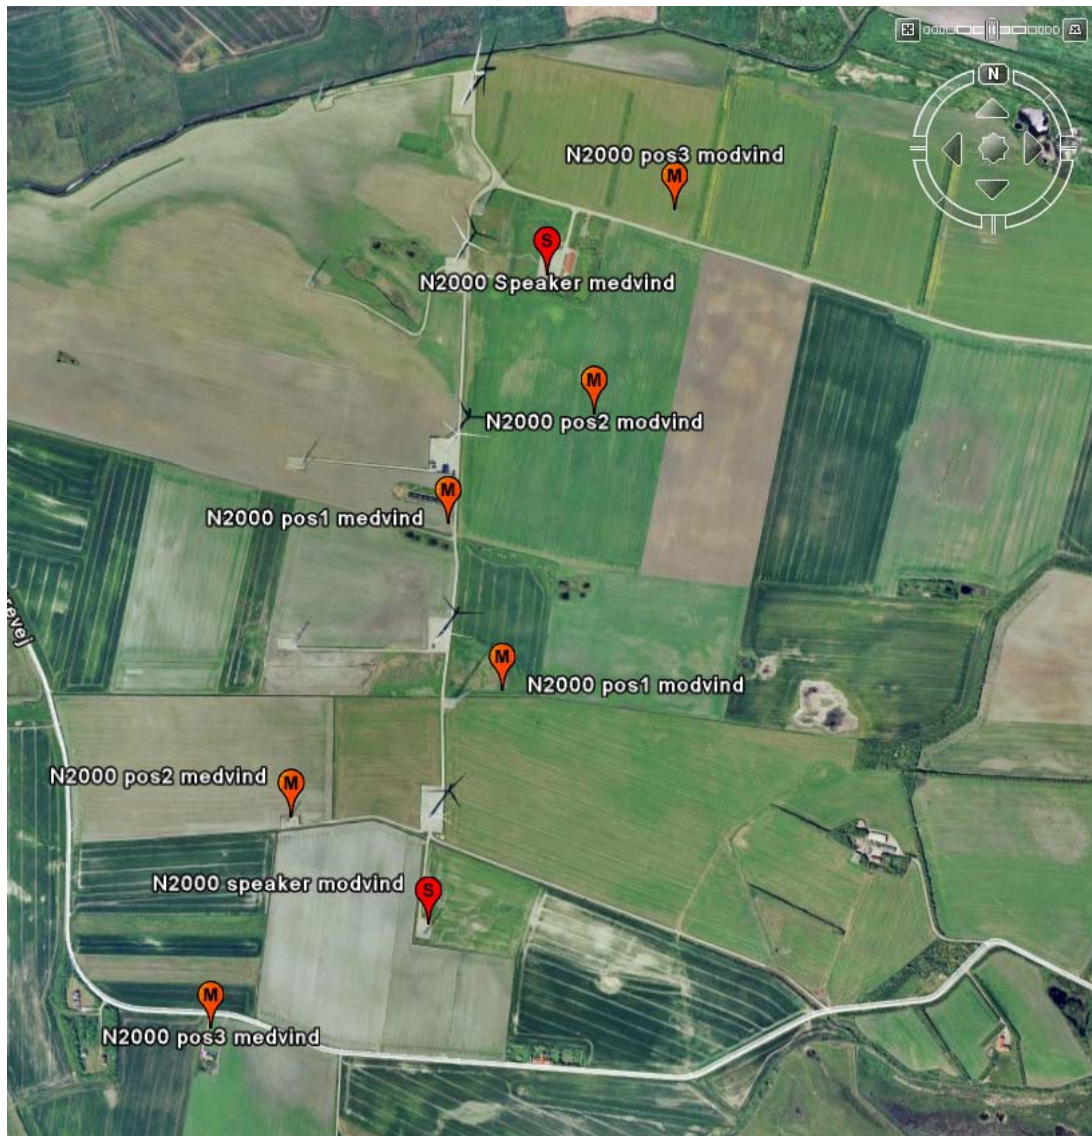 N
N2000 pos3 modvind
M
S
N2000 Speaker medvind
M
N2000 pos2 modvind
M
N2000 pos1 medvind
M
N2000 pos1 modvind
N2000 pos2 medvind
M
N2000 speaker modvind
S
M
N2000 pos3 medvind